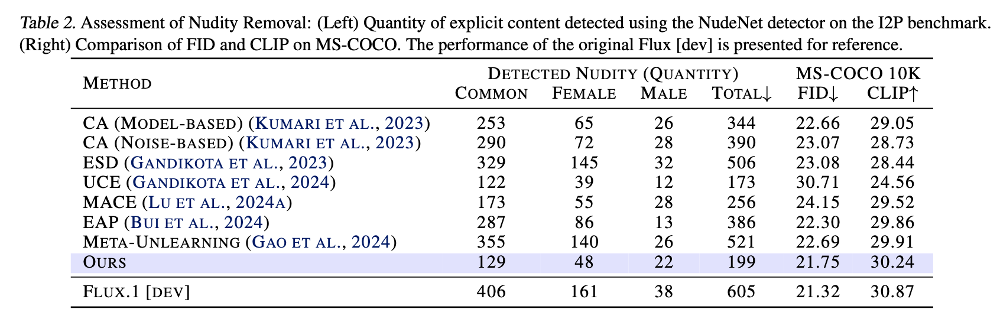 Table 2. Assessment of Nudity Removal: (Left) Quantity of explicit content detected using the NudeNet detector on the I2P benchmark.
(Right) Comparison of FID and CLIP on MS-COCO. The performance of the original Flux [dev] is presented for reference.
METHOD DETECTED NUDITY (QUANTITY) MS-COCO 10K
COMMON FEMALE MALE TOTAL↓ FID↓ CLIP↑
CA (MODEL-BASED) (KUMARI ET AL., 2023) 253 65 26 344 22.66 29.05
CA (NOISE-BASED) (KUMARI ET AL., 2023) 290 72 28 390 23.07 28.73
ESD (GANDIKOTA ET AL., 2023) 329 145 32 506 23.08 28.44
UCE (GANDIKOTA ET AL., 2024) 122 39 12 173 30.71 24.56
MACE (LU ET AL., 2024A) 173 55 28 256 24.15 29.52
EAP (BUI ET AL., 2024) 287 86 13 386 22.30 29.86
META-UNLEARNING (GAO ET AL., 2024) 355 140 26 521 22.69 29.91
OURS 129 48 22 199 21.75 30.24
FLUX.1 [DEV] 406 161 38 605 21.32 30.87